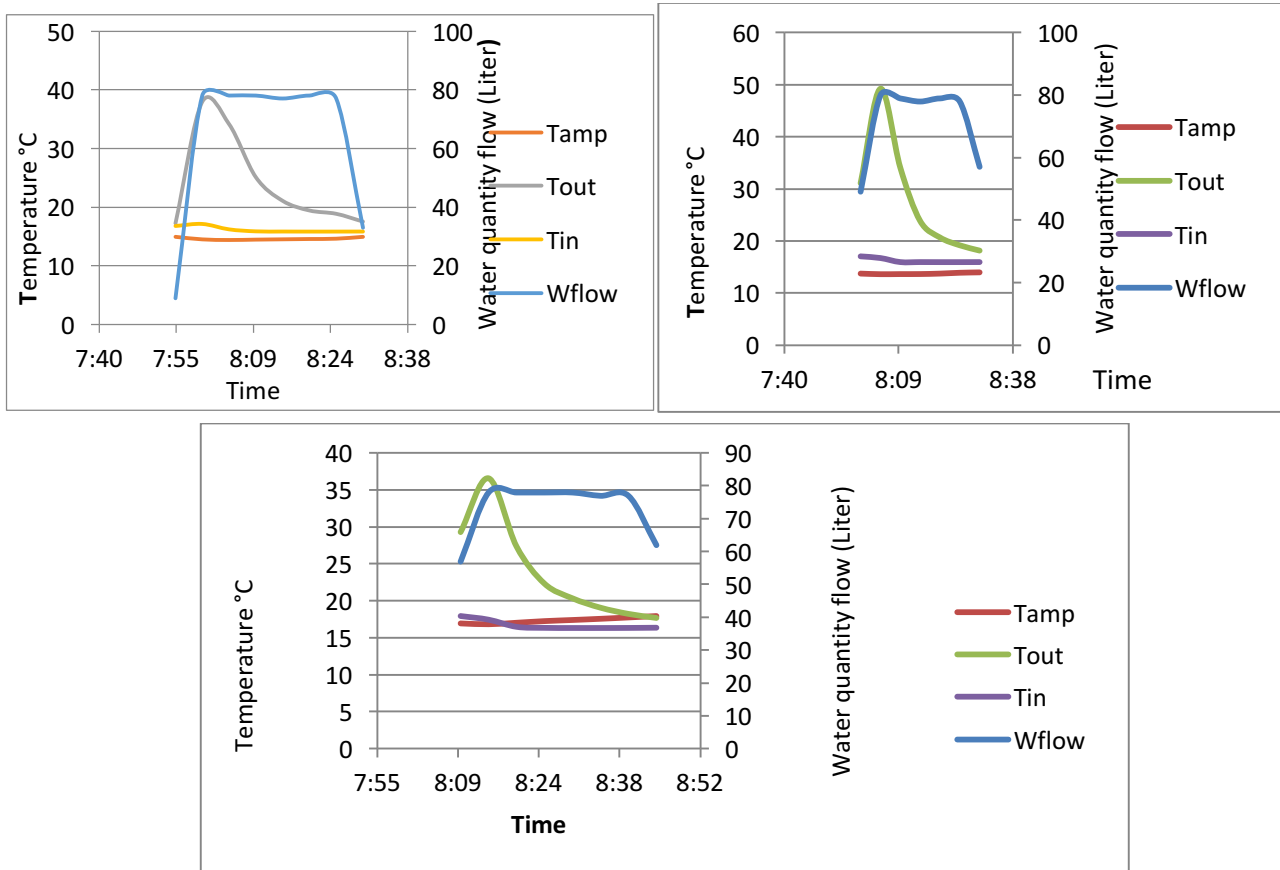 50
40
30
20
10
0
Temperature °C
100
80
60
40
20
0
Water quantity flow (Liter)
7:40 7:55 8:09 8:24 8:38
Time
Tamp
Tout
Tin
Wflow
60
50
40
30
20
10
0
Temperature °C
100
80
60
40
20
0
Water quantity flow (Liter)
7:40 8:09 8:38
Time
Tamp
Tout
Tin
Wflow
40
35
30
25
20
15
10
5
0
Temperature °C
90
80
70
60
50
40
30
20
10
0
Water quantity flow (Liter)
7:55 8:09 8:24 8:38 8:52
Time
Tamp
Tout
Tin
Wflow